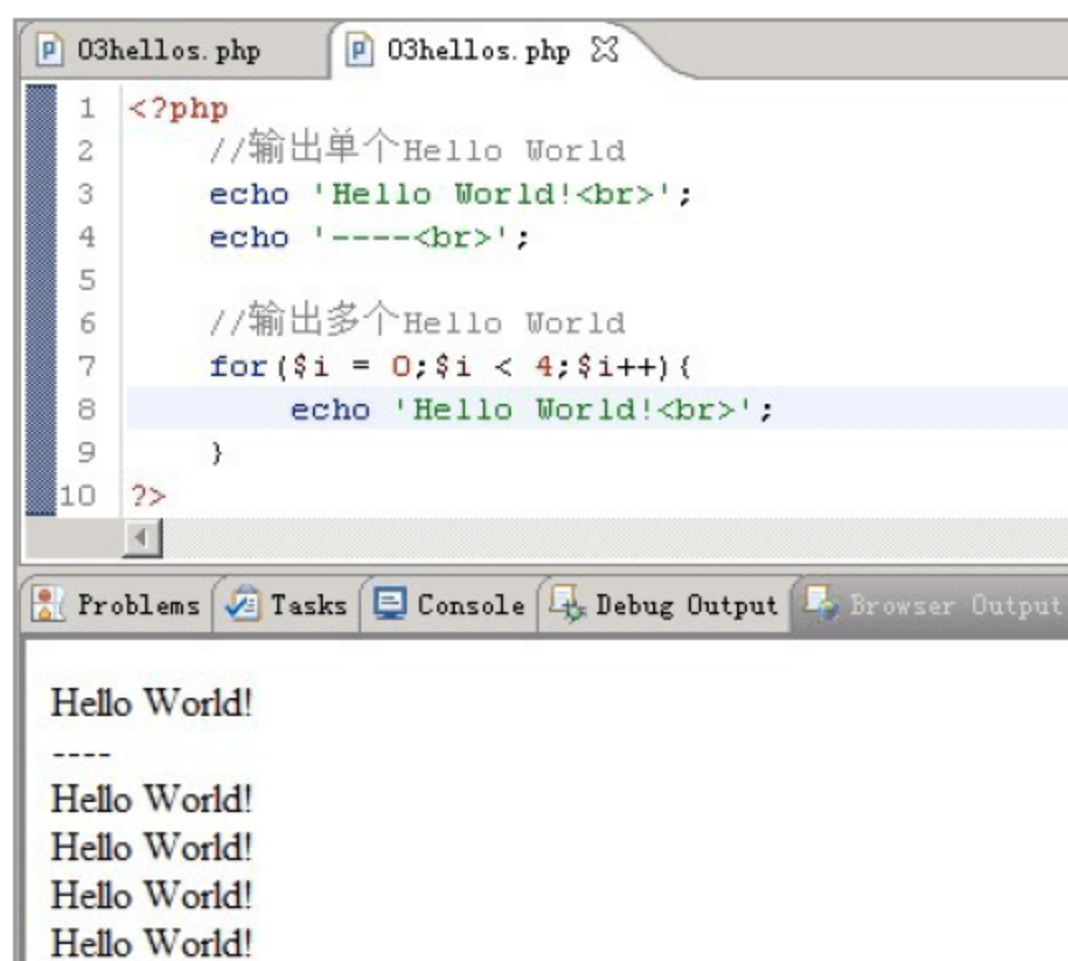 03hellos.php 03hellos.php
1 <?php
2 //输出单个Hello World
3 echo 'Hello World!<br>';
4 echo '----<br>';
5
6 //输出多个Hello World
7 for($i = 0;$i < 4;$i++){
8 echo 'Hello World!<br>';
9 }
10 ?>
Problems Tasks Console Debug Output Browser Output
Hello World!
----
Hello World!
Hello World!
Hello World!
Hello World!